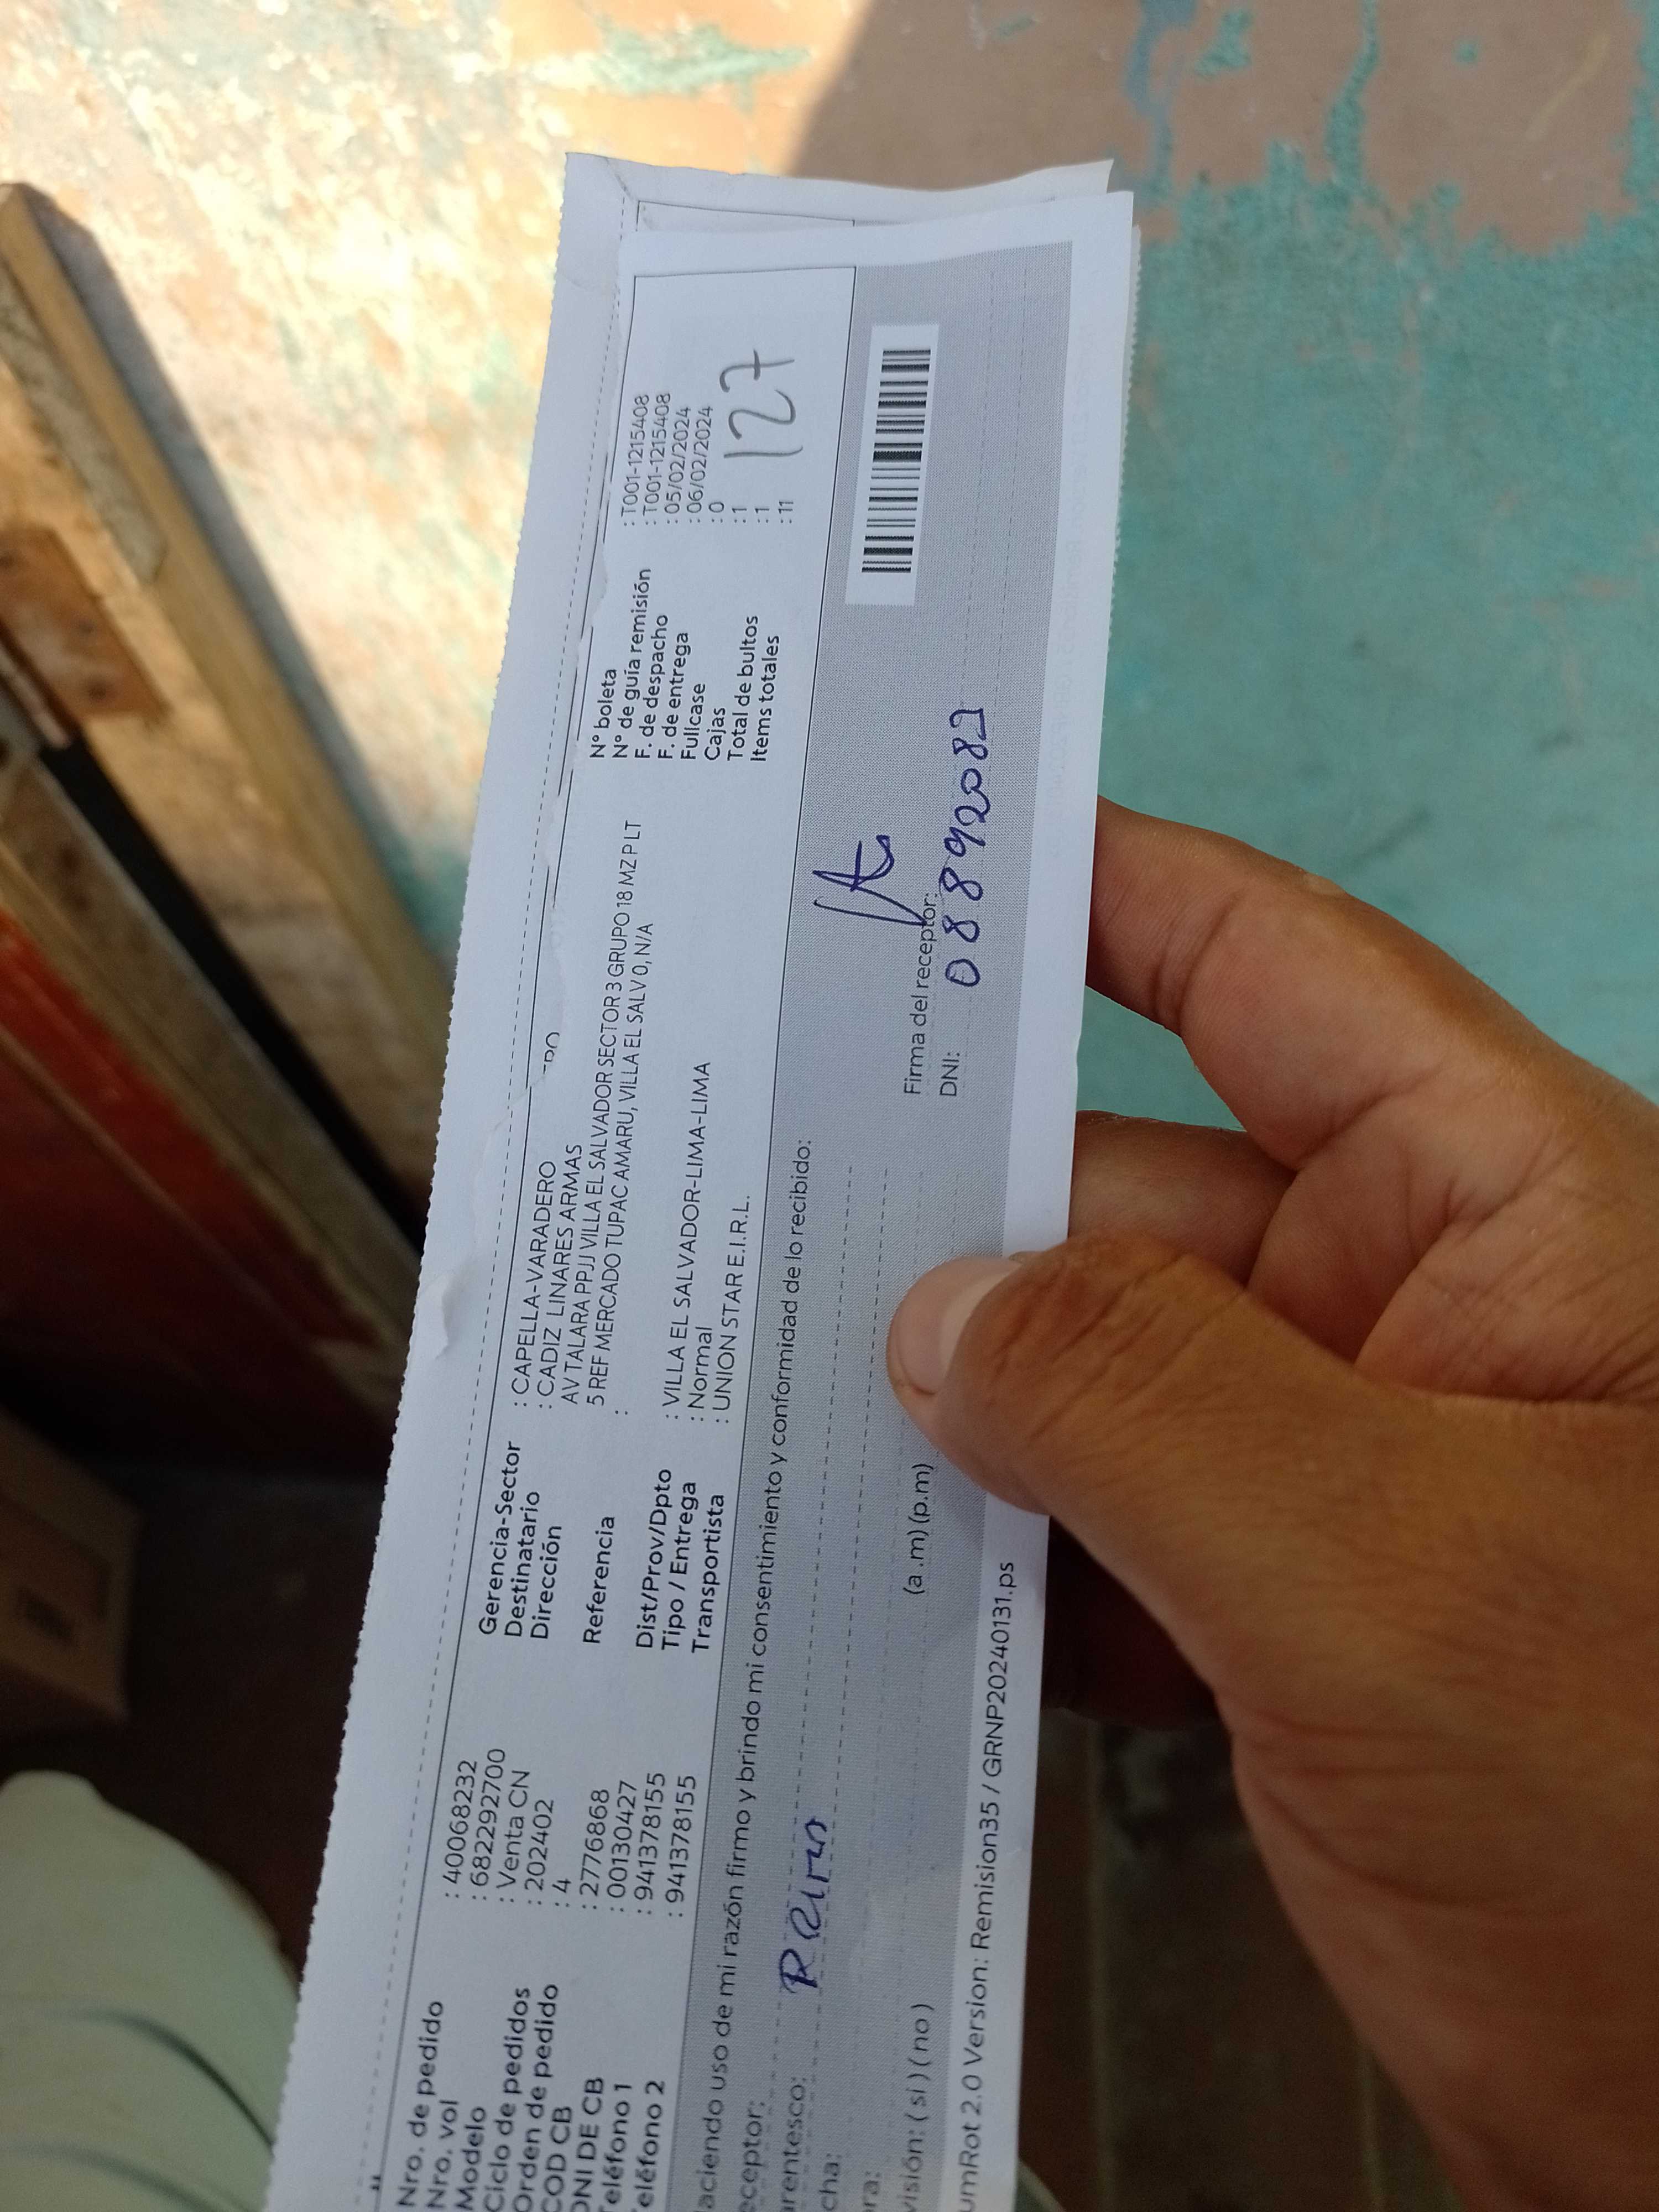 Nro. de pedido : 40068232
Nro. vol : 682292700
Modelo : Venta CN
Ciclo de pedidos : 202402
Orden de pedido : 4
COD CB : 2776868
DNI DE CB : 00130427
Teléfono 1 : 941378155
Teléfono 2 : 941378155
Gerencia-Sector : CAPELLA-VARADERO
Destinatario : CADIZ LINARES ARMAS
Dirección AV TALARA PPJJ VILLA EL SALVADOR SECTOR 3 GRUPO 18 MZ P LT
5 REF MERCADO TUPAC AMARU, VILLA EL SALV 0, N/A
Referencia :
Dist/Prov/Dpto : VILLA EL SALVADOR-LIMA-LIMA
Tipo / Entrega : Normal
Transportista : UNION STAR E.I.R.L.
N° boleta : T001-1215408
N° de guía remisión : T001-1215408
F. de despacho : 05/02/2024
F. de entrega : 06/02/2024
Fullcase : 0
Cajas : 1
Total de bultos : 1
Items totales : 11
127
aciendo uso de mi razón firmo y brindo mi consentimiento y conformidad de lo recibido:
eceptor:
arentesco:
cha:
ra: (a .m) (p.m)
visión: ( si ) ( no )
Firma del receptor:
DNI: 08892082
umRot 2.0 Version: Remision35 / GRNP20240131.ps